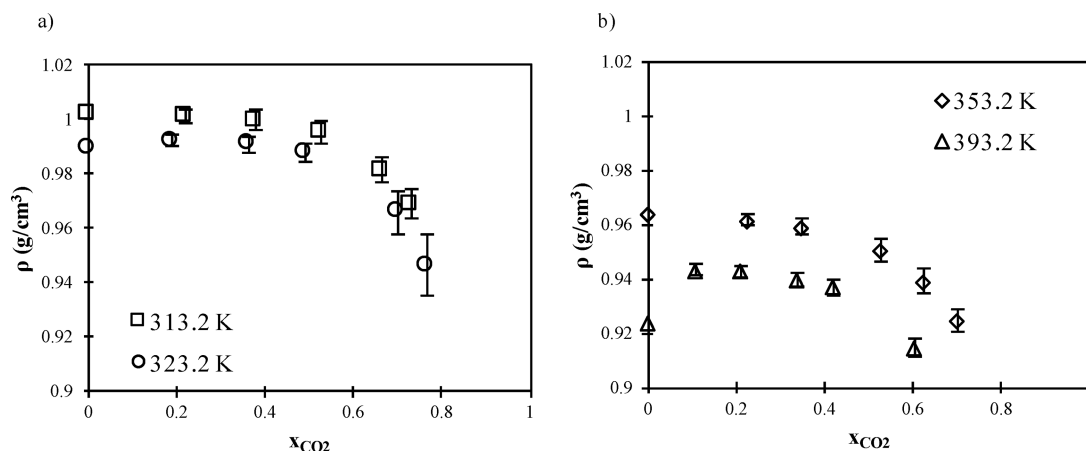 a)
1.02
1
0.98
0.96
0.94
0.92
0.9
ρ (g/cm³)
313.2 K
323.2 K
0 0.2 0.4 0.6 0.8 1
xCO2
b)
1.02
1
0.98
0.96
0.94
0.92
0.9
ρ (g/cm³)
353.2 K
393.2 K
0 0.2 0.4 0.6 0.8
xCO2